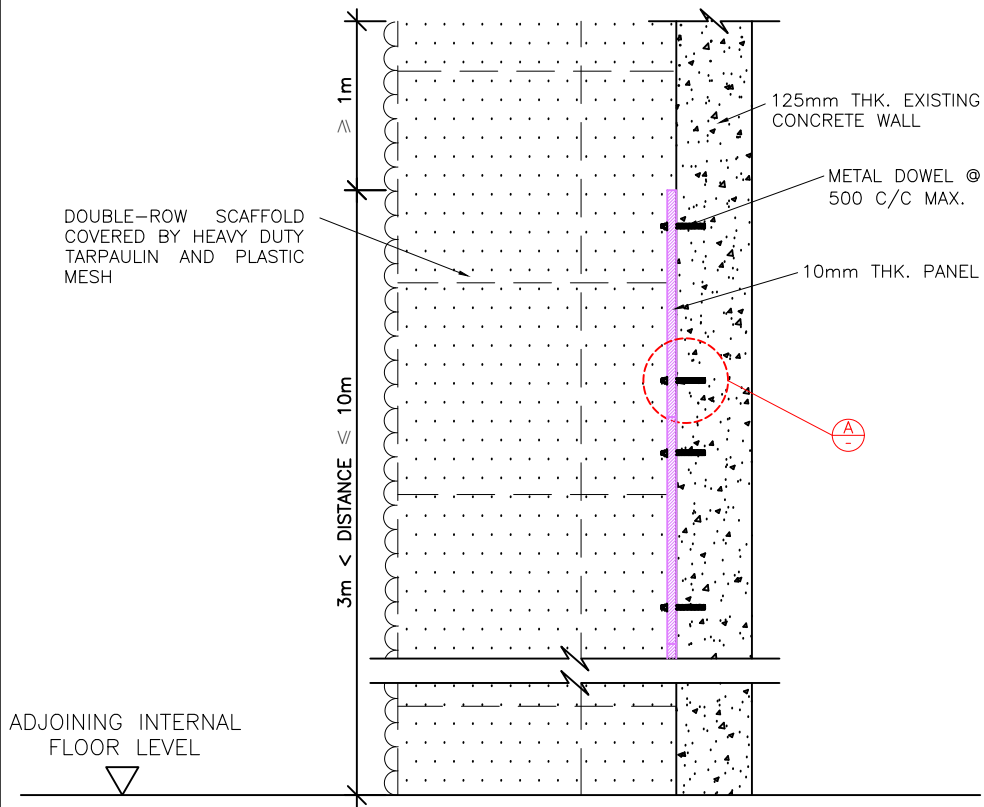 ≥ 1m
125mm THK. EXISTING
CONCRETE WALL
METAL DOWEL @
500 C/C MAX.
DOUBLE-ROW SCAFFOLD
COVERED BY HEAVY DUTY
TARPAULIN AND PLASTIC
MESH
10mm THK. PANEL
3m < DISTANCE ≤ 10m
A
-
ADJOINING INTERNAL
FLOOR LEVEL